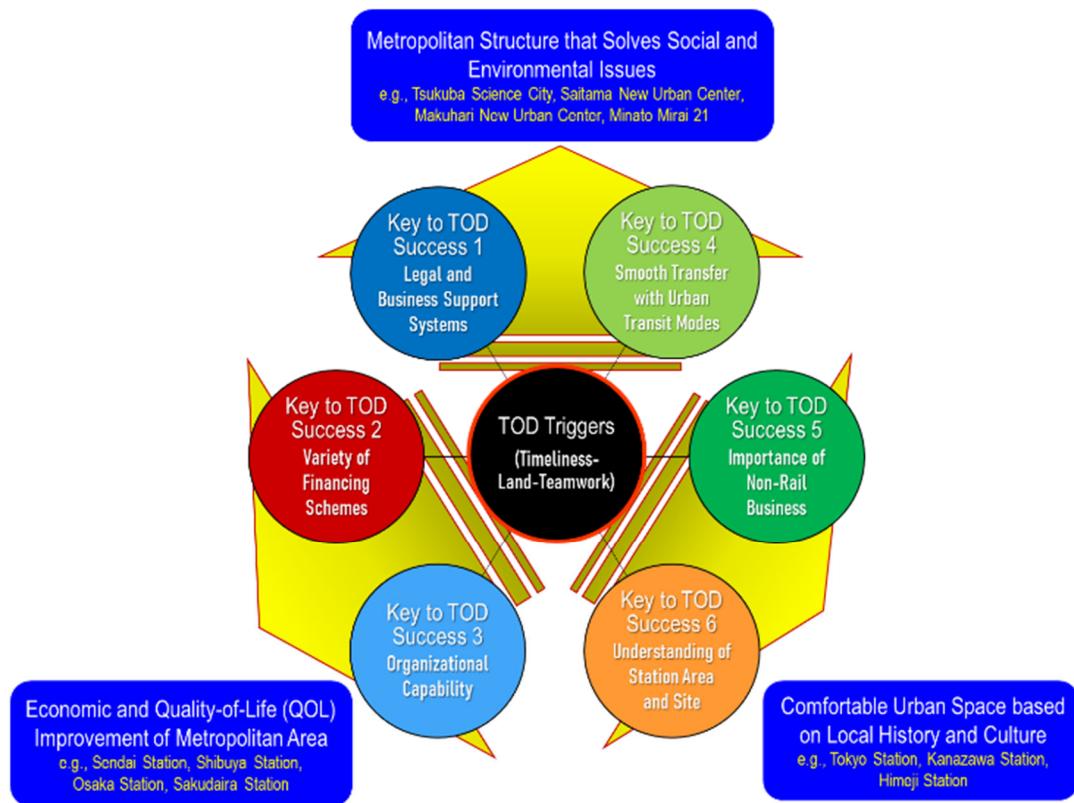 Metropolitan Structure that Solves Social and
Environmental Issues
e.g., Tsukuba Science City, Saitama New Urban Center,
Makuhari New Urban Center, Minato Mirai 21
Key to TOD
Success 1
Legal and
Business Support
Systems
Key to TOD
Success 4
Smooth Transfer
with Urban
Transit Modes
Key to TOD
Success 2
Variety of
Financing
Schemes
TOD Triggers
(Timeliness-
Land-Teamwork)
Key to TOD
Success 5
Importance of
Non-Rail
Business
Key to TOD
Success 3
Organizational
Capability
Key to TOD
Success 6
Understanding of
Station Area
and Site
Economic and Quality-of-Life (QOL)
Improvement of Metropolitan Area
e.g., Sendai Station, Shibuya Station,
Osaka Station, Sakudaira Station
Comfortable Urban Space based
on Local History and Culture
e.g., Tokyo Station, Kanazawa Station,
Himeji Station